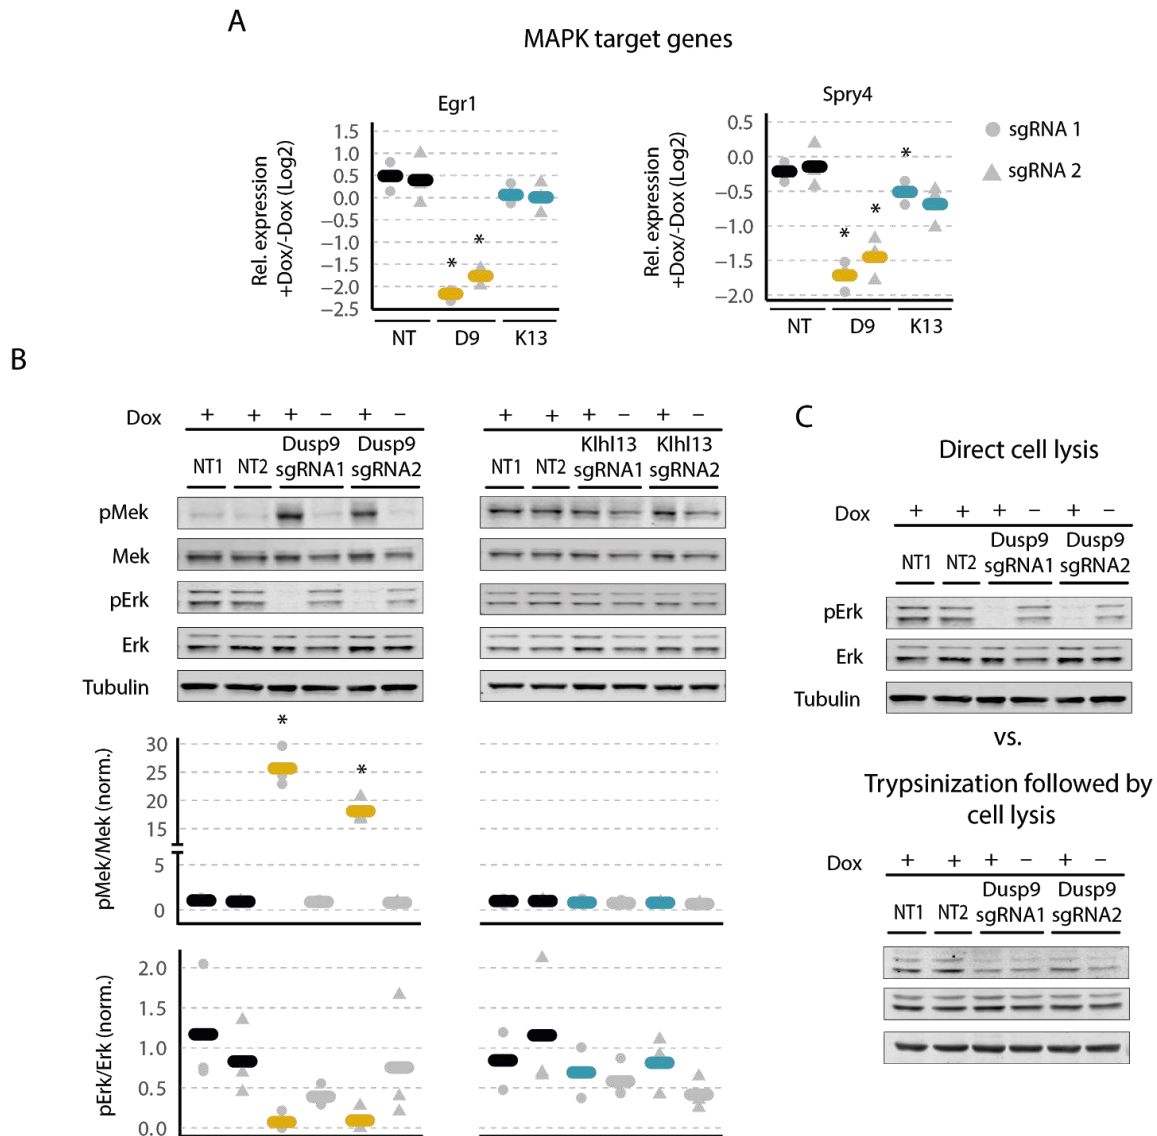 A
MAPK target genes
Egr1
Rel. expression
+Dox/-Dox (Log2)
1.5
1.0
0.5
0.0
−0.5
−1.0
−1.5
−2.0
−2.5
* *
NT D9 K13
Spry4
Rel. expression
+Dox/-Dox (Log2)
0.5
0.0
−0.5
−1.0
−1.5
−2.0
* * *
NT D9 K13
sgRNA 1
sgRNA 2
B
Dox + + + − + −
NT1 NT2 Dusp9 sgRNA1 Dusp9 sgRNA2
+ + + − + −
NT1 NT2 Klhl13 sgRNA1 Klhl13 sgRNA2
pMek
Mek
pErk
Erk
Tubulin
* *
pMek/Mek (norm.)
30
25
20
15
5
0
pErk/Erk (norm.)
2.0
1.5
1.0
0.5
0.0
C
Direct cell lysis
Dox + + + − + −
NT1 NT2 Dusp9 sgRNA1 Dusp9 sgRNA2
pErk
Erk
Tubulin
vs.
Trypsinization followed by
cell lysis
Dox + + + − + −
NT1 NT2 Dusp9 sgRNA1 Dusp9 sgRNA2